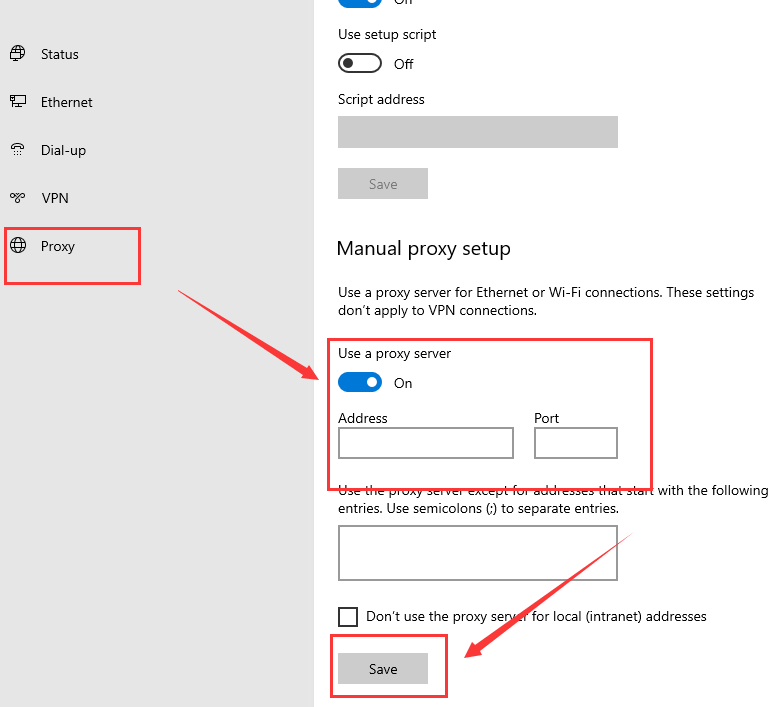 On
Status
Ethernet
Dial-up
VPN
Proxy
Use setup script
Off
Script address
Save
Manual proxy setup
Use a proxy server for Ethernet or Wi-Fi connections. These settings
don't apply to VPN connections.
Use a proxy server
On
Address Port
Use the proxy server except for addresses that start with the following
entries. Use semicolons (;) to separate entries.
Don't use the proxy server for local (intranet) addresses
Save